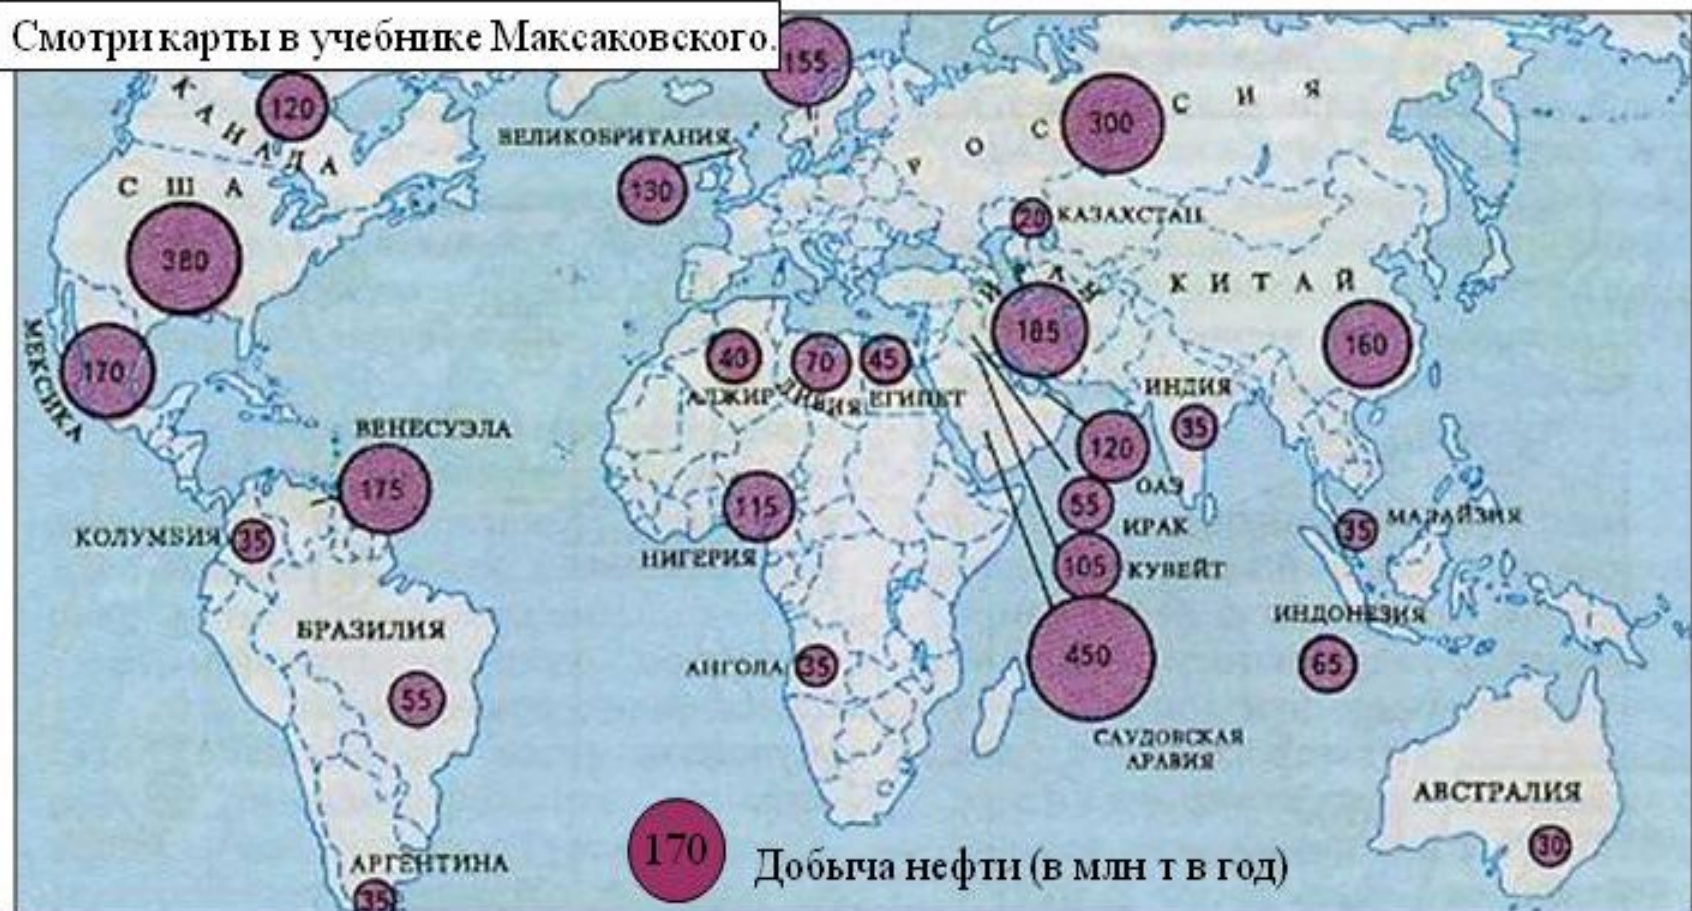 Смотри карты в учебнике Максаковского.
155
120
КАНАДА
ВЕЛИКОБРИТАНИЯ
130
РОССИЯ
300
США
380
20
КАЗАХСТАН
ИРАН
185
КИТАЙ
160
МЕКСИКА
170
40
АЛЖИР
70
ЛИВИЯ
45
ЕГИПЕТ
ИНДИЯ
35
ВЕНЕСУЭЛА
175
120
ОАЭ
55
ИРАК
115
НИГЕРИЯ
КОЛУМБИЯ
35
35
МАЛАЙЗИЯ
105
КУВЕЙТ
БРАЗИЛИЯ
55
АНГОЛА
35
450
САУДОВСКАЯ
АРАВИЯ
ИНДОНЕЗИЯ
65
АВСТРАЛИЯ
30
АРГЕНТИНА
35
170
Добыча нефти (в млн т в год)